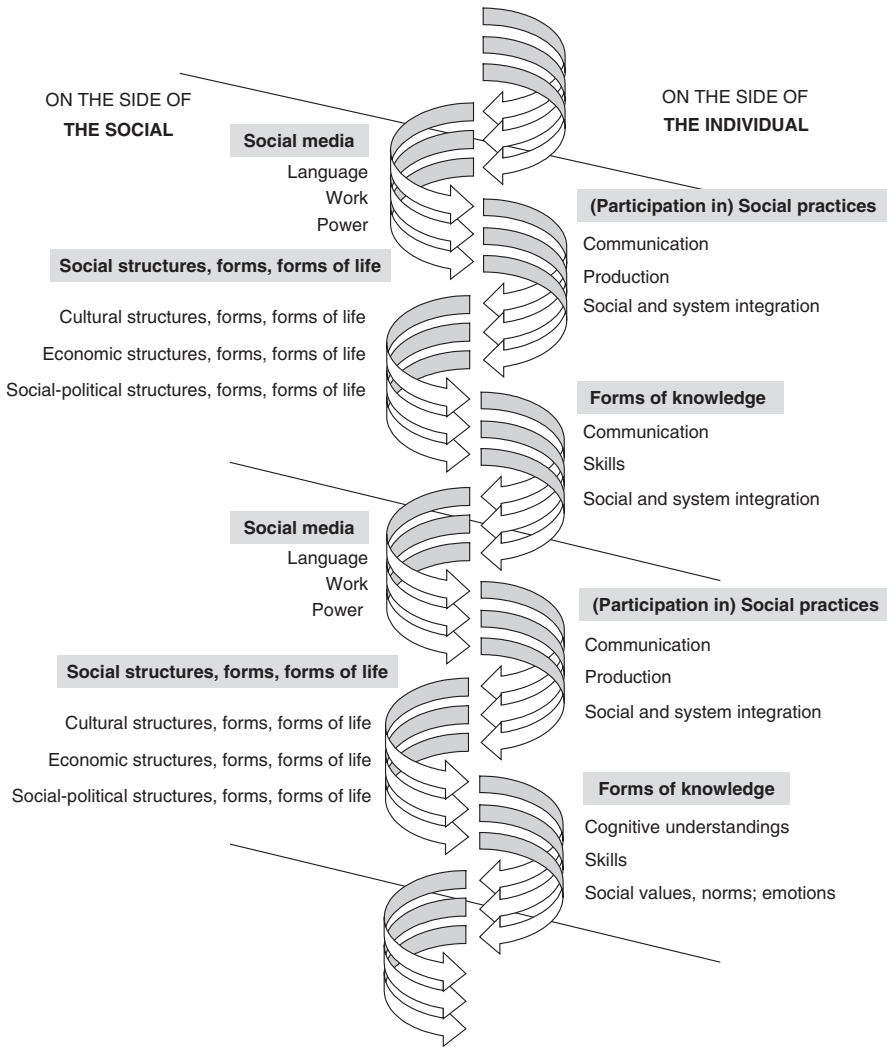 ON THE SIDE OF
THE SOCIAL
ON THE SIDE OF
THE INDIVIDUAL
Social media
Language
Work
Power
(Participation in) Social practices
Communication
Production
Social and system integration
Social structures, forms, forms of life
Cultural structures, forms, forms of life
Economic structures, forms, forms of life
Social-political structures, forms, forms of life
Forms of knowledge
Communication
Skills
Social and system integration
Social media
Language
Work
Power
(Participation in) Social practices
Communication
Production
Social and system integration
Social structures, forms, forms of life
Cultural structures, forms, forms of life
Economic structures, forms, forms of life
Social-political structures, forms, forms of life
Forms of knowledge
Cognitive understandings
Skills
Social values, norms; emotions